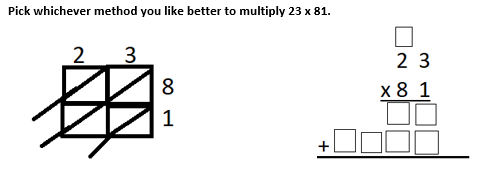 Pick whichever method you like better to multiply 23 x 81.
2 3
8
1
2 3
x 8 1
+